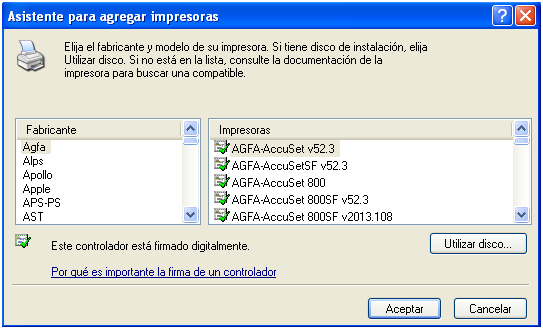 Asistente para agregar impresoras
Elija el fabricante y modelo de su impresora. Si tiene disco de instalación, elija
Utilizar disco. Si no está en la lista, consulte la documentación de la
impresora para buscar una compatible.
Fabricante
Agfa
Alps
Apollo
Apple
APS-PS
AST
Impresoras
AGFA-AccuSet v52.3
AGFA-AccuSetSF v52.3
AGFA-AccuSet 800
AGFA-AccuSet 800SF v52.3
AGFA-AccuSet 800SF v2013.108
Este controlador está firmado digitalmente.
Utilizar disco...
Por qué es importante la firma de un controlador
Aceptar
Cancelar